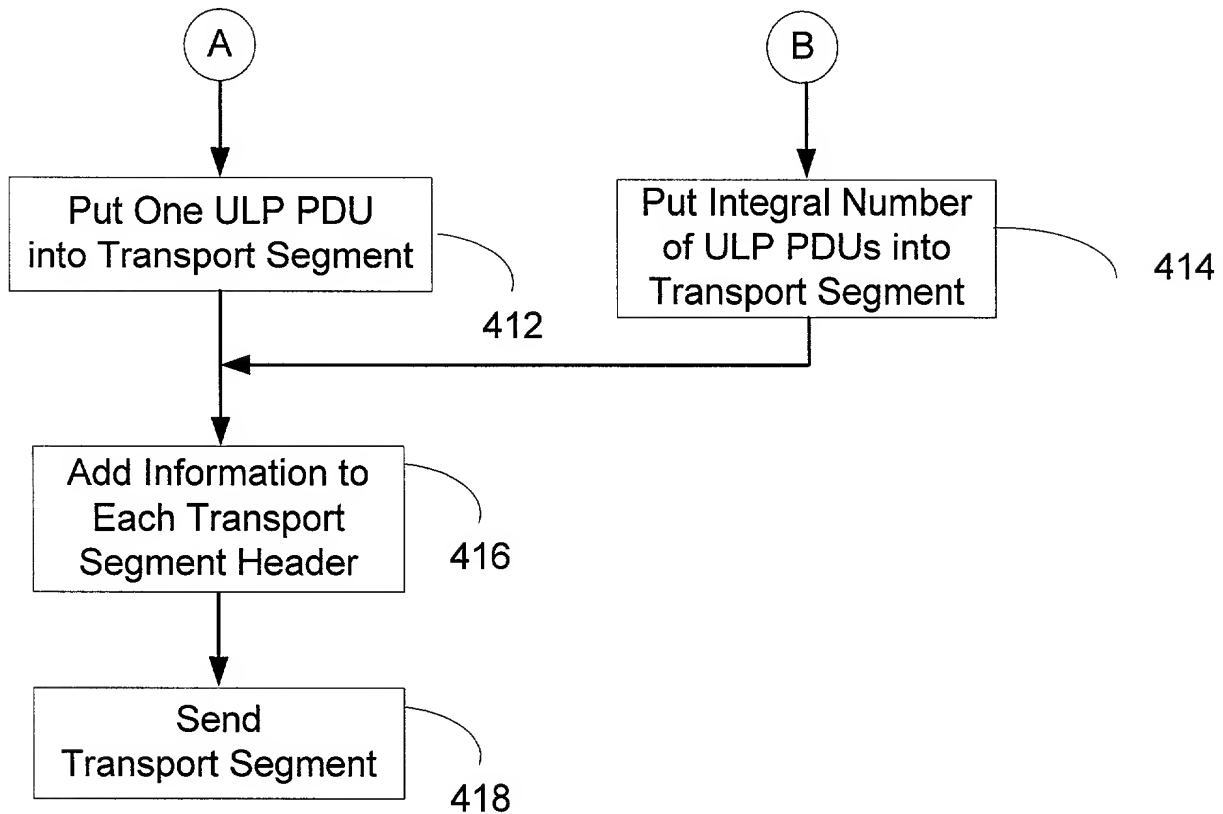 A
B
Put One ULP PDU
into Transport Segment
412
Put Integral Number
of ULP PDUs into
Transport Segment
414
Add Information to
Each Transport
Segment Header
416
Send
Transport Segment
418